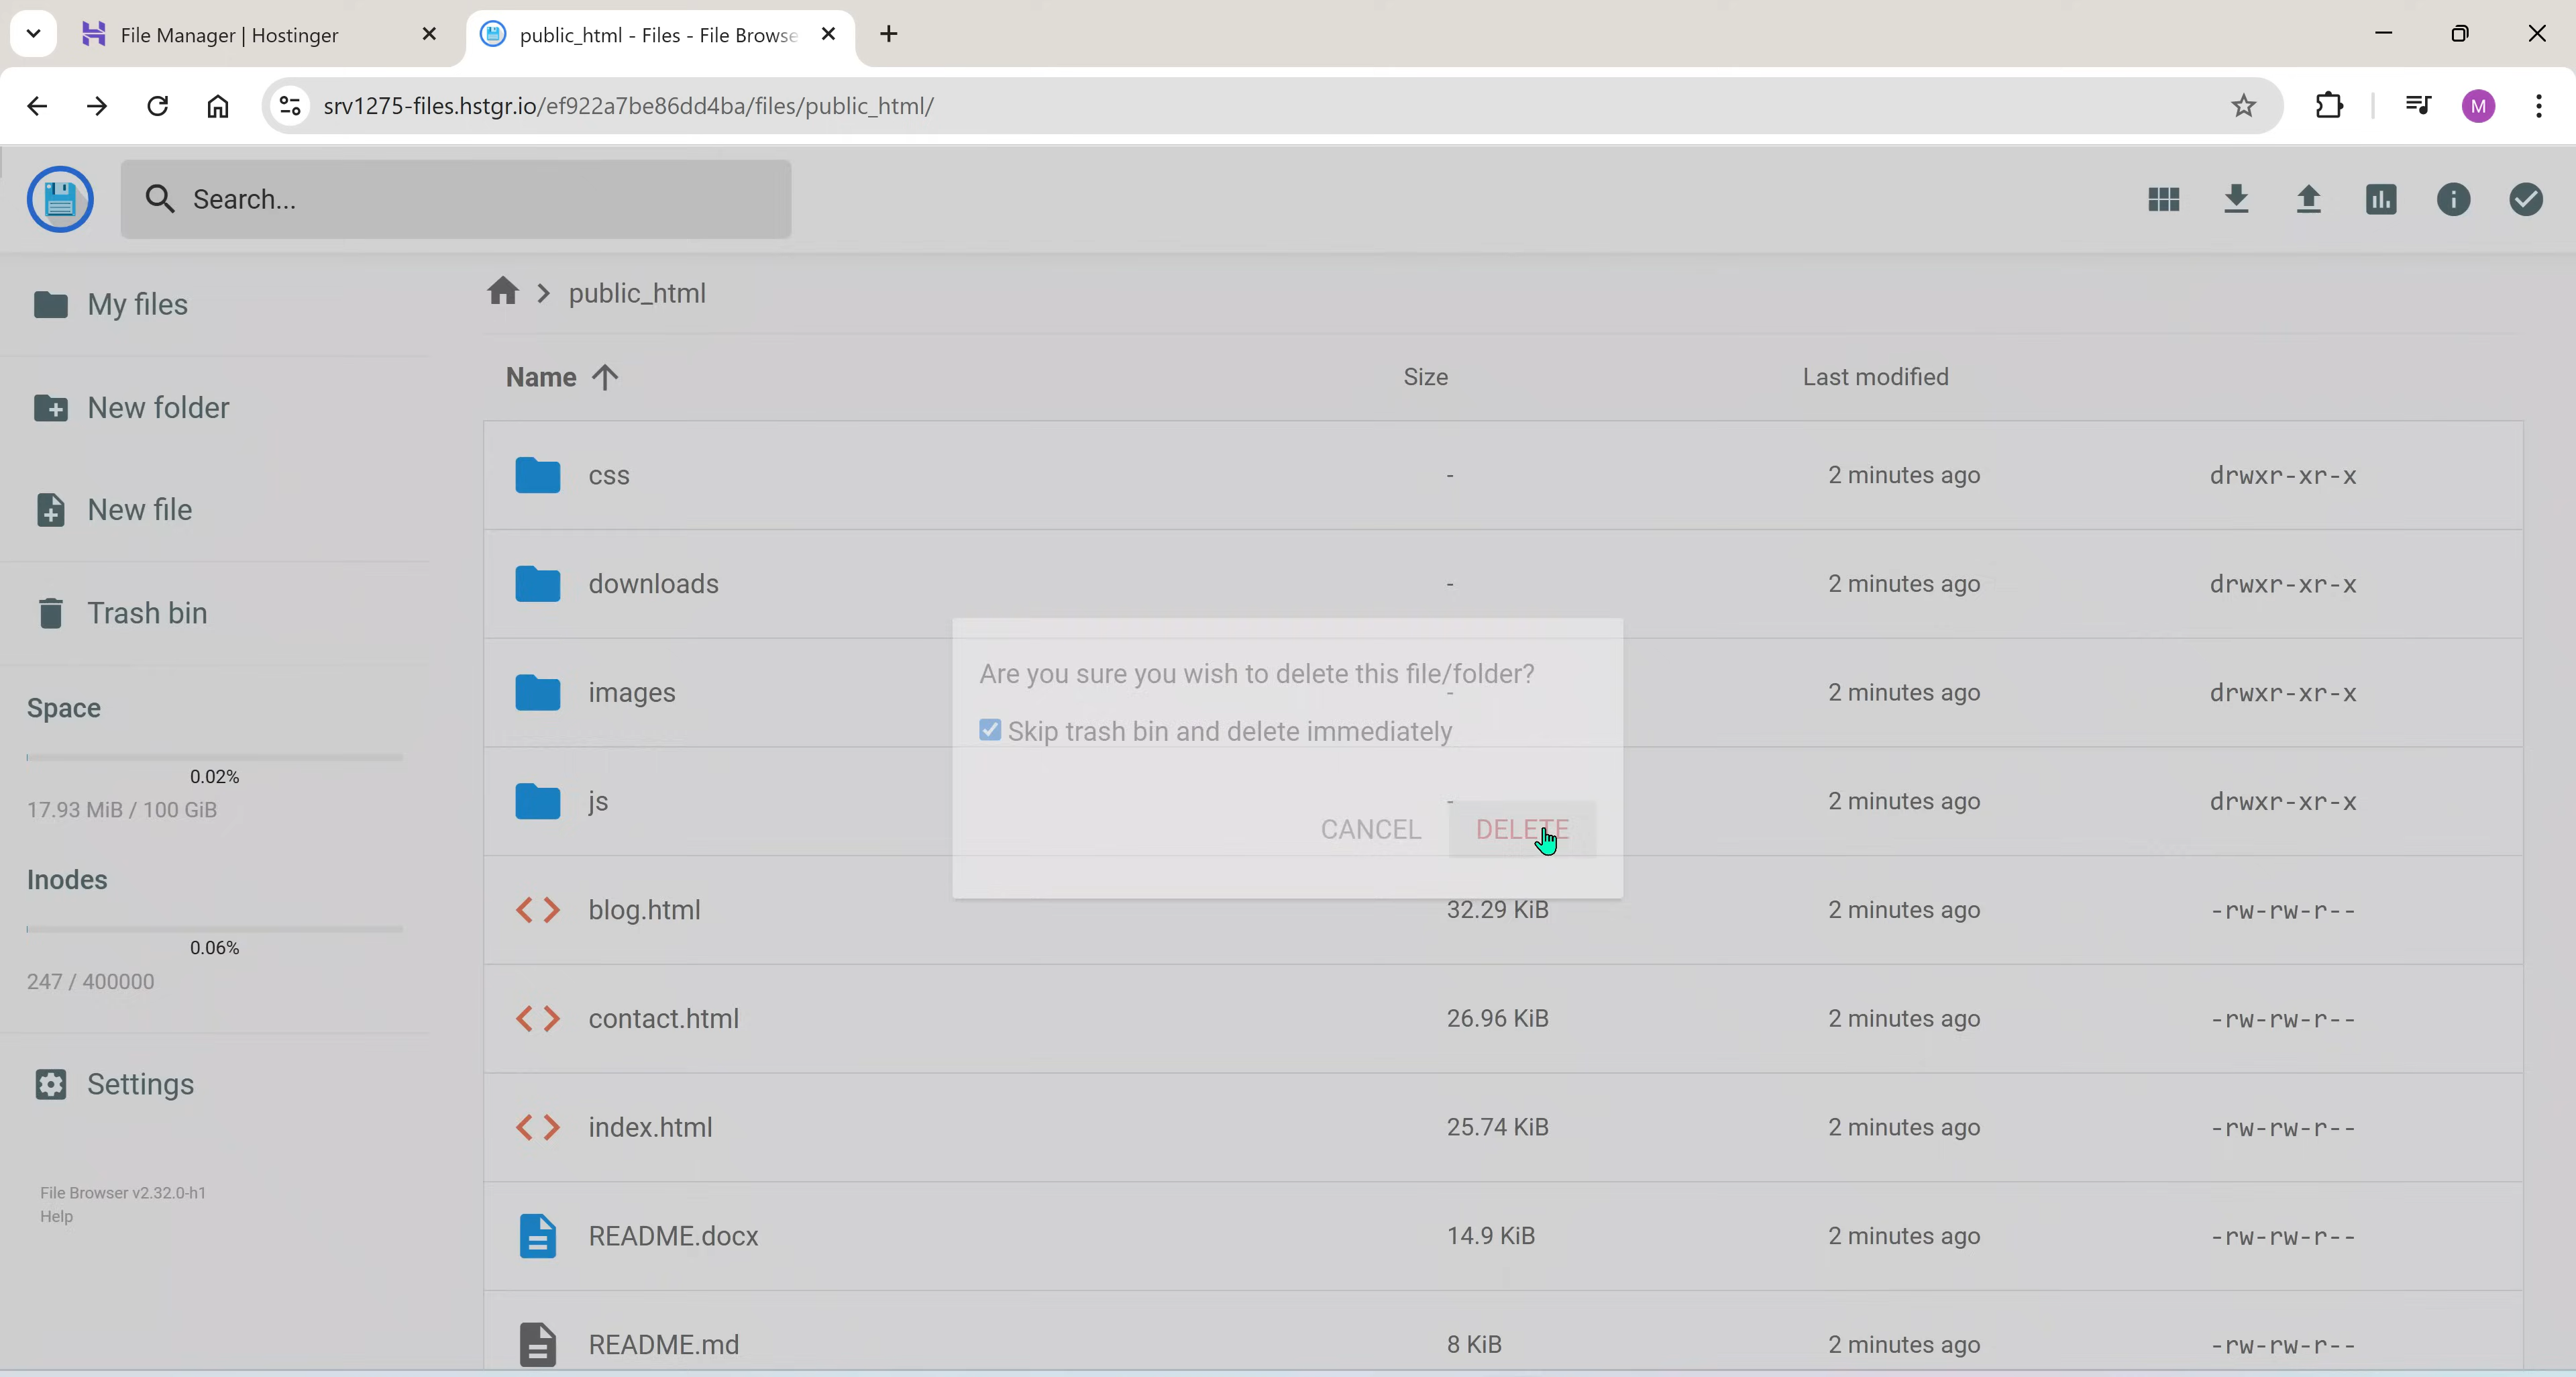 File Manager | Hostinger
public_html - Files - File Browse
srv1275-files.hstgr.io/ef922a7be86dd4ba/files/public_html/
M
Search...
My files
New folder
New file
Trash bin
Space
0.02%
17.93 MiB / 100 GiB
Inodes
0.06%
247 / 400000
Settings
File Browser v2.32.0-h1
Help
public_html
Name Size Last modified
css - 2 minutes ago drwxr-xr-x
downloads - 2 minutes ago drwxr-xr-x
images - 2 minutes ago drwxr-xr-x
js - 2 minutes ago drwxr-xr-x
blog.html 32.29 KiB 2 minutes ago -rw-rw-r--
contact.html 26.96 KiB 2 minutes ago -rw-rw-r--
index.html 25.74 KiB 2 minutes ago -rw-rw-r--
README.docx 14.9 KiB 2 minutes ago -rw-rw-r--
README.md 8 KiB 2 minutes ago -rw-rw-r--
Are you sure you wish to delete this file/folder?
Skip trash bin and delete immediately
CANCEL DELETE